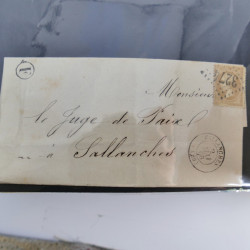 Monsieur
le Juge de Paix
à Sallanches